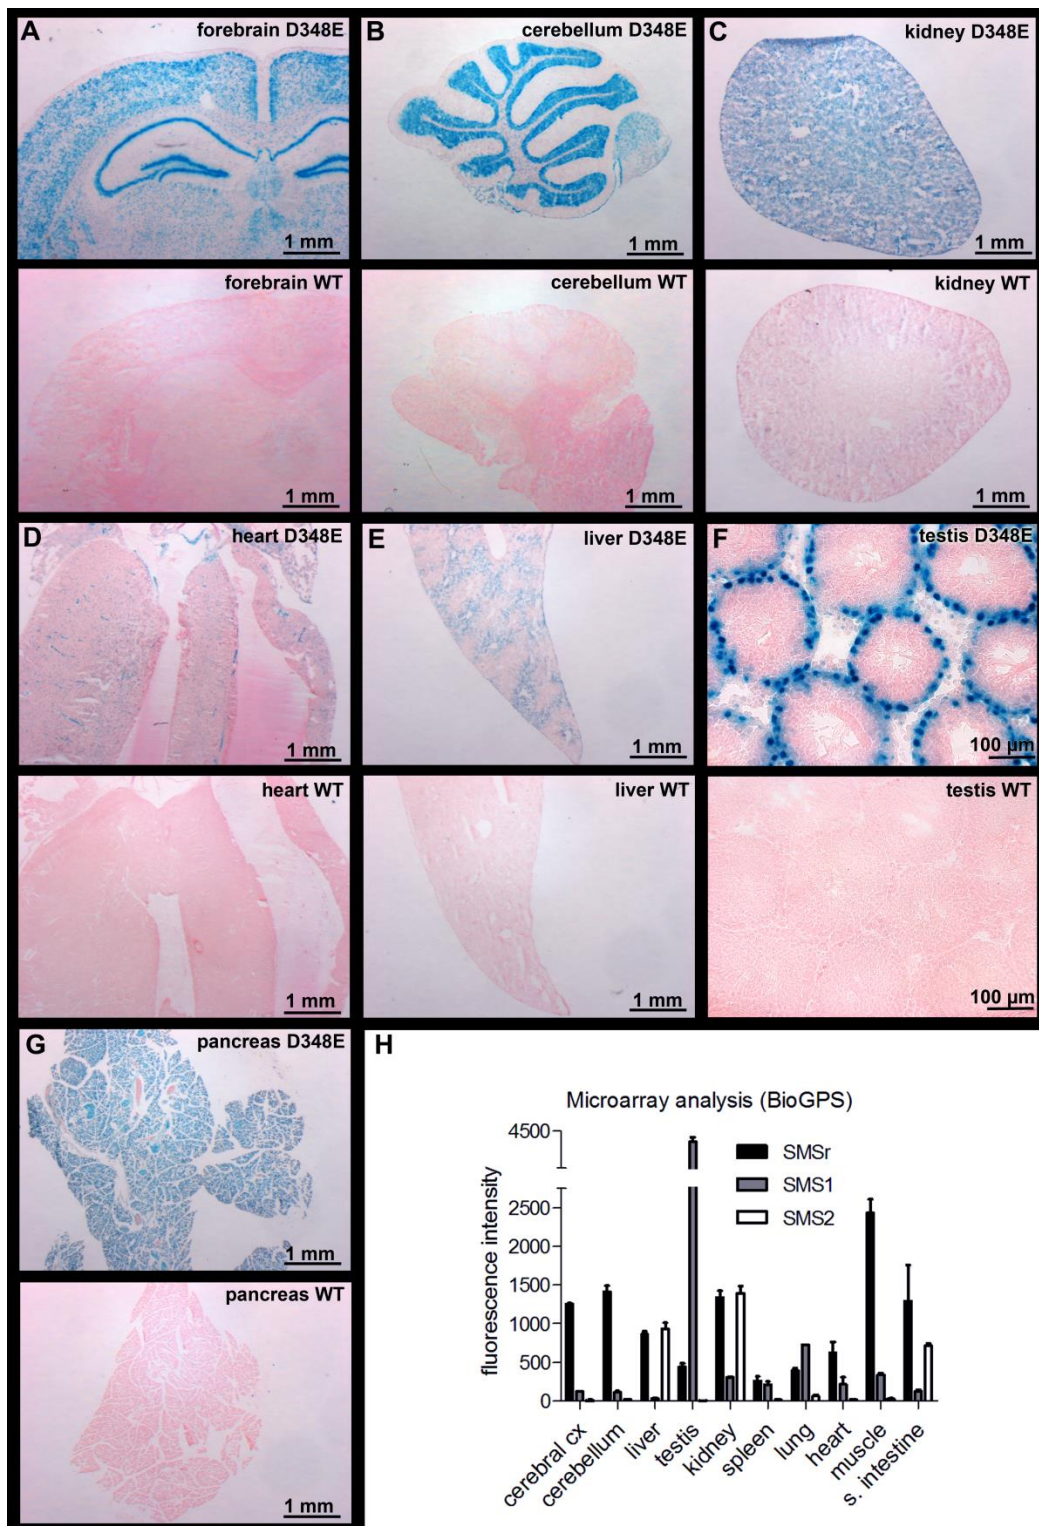 A
forebrain D348E
1 mm
B
cerebellum D348E
1 mm
C
kidney D348E
1 mm
forebrain WT
1 mm
cerebellum WT
1 mm
kidney WT
1 mm
D
heart D348E
1 mm
E
liver D348E
1 mm
F
testis D348E
100 µm
heart WT
1 mm
liver WT
1 mm
testis WT
100 µm
G
pancreas D348E
1 mm
pancreas WT
1 mm
H
Microarray analysis (BioGPS)
fluorescence intensity
4500
2500
2000
1500
1000
500
0
SMSr
SMS1
SMS2
cerebral cx
cerebellum
liver
testis
kidney
spleen
lung
heart
muscle
s. intestine